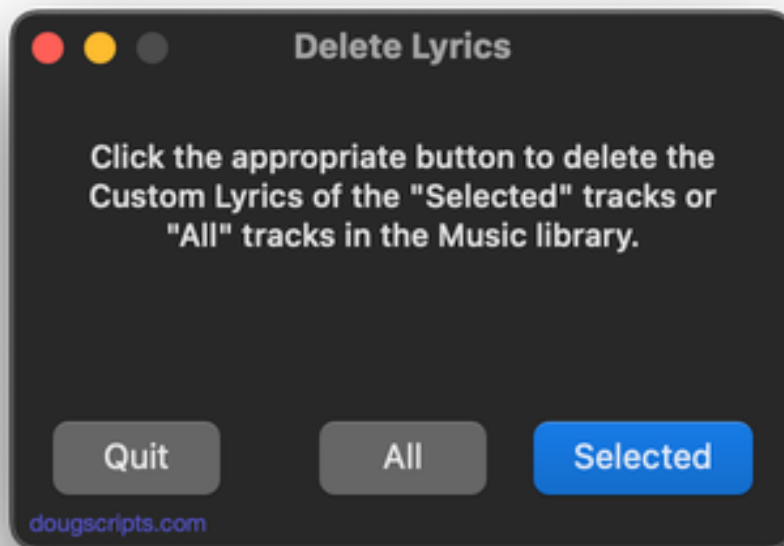 Delete Lyrics
Click the appropriate button to delete the
Custom Lyrics of the "Selected" tracks or
"All" tracks in the Music library.
Quit
All
Selected
dougscripts.com